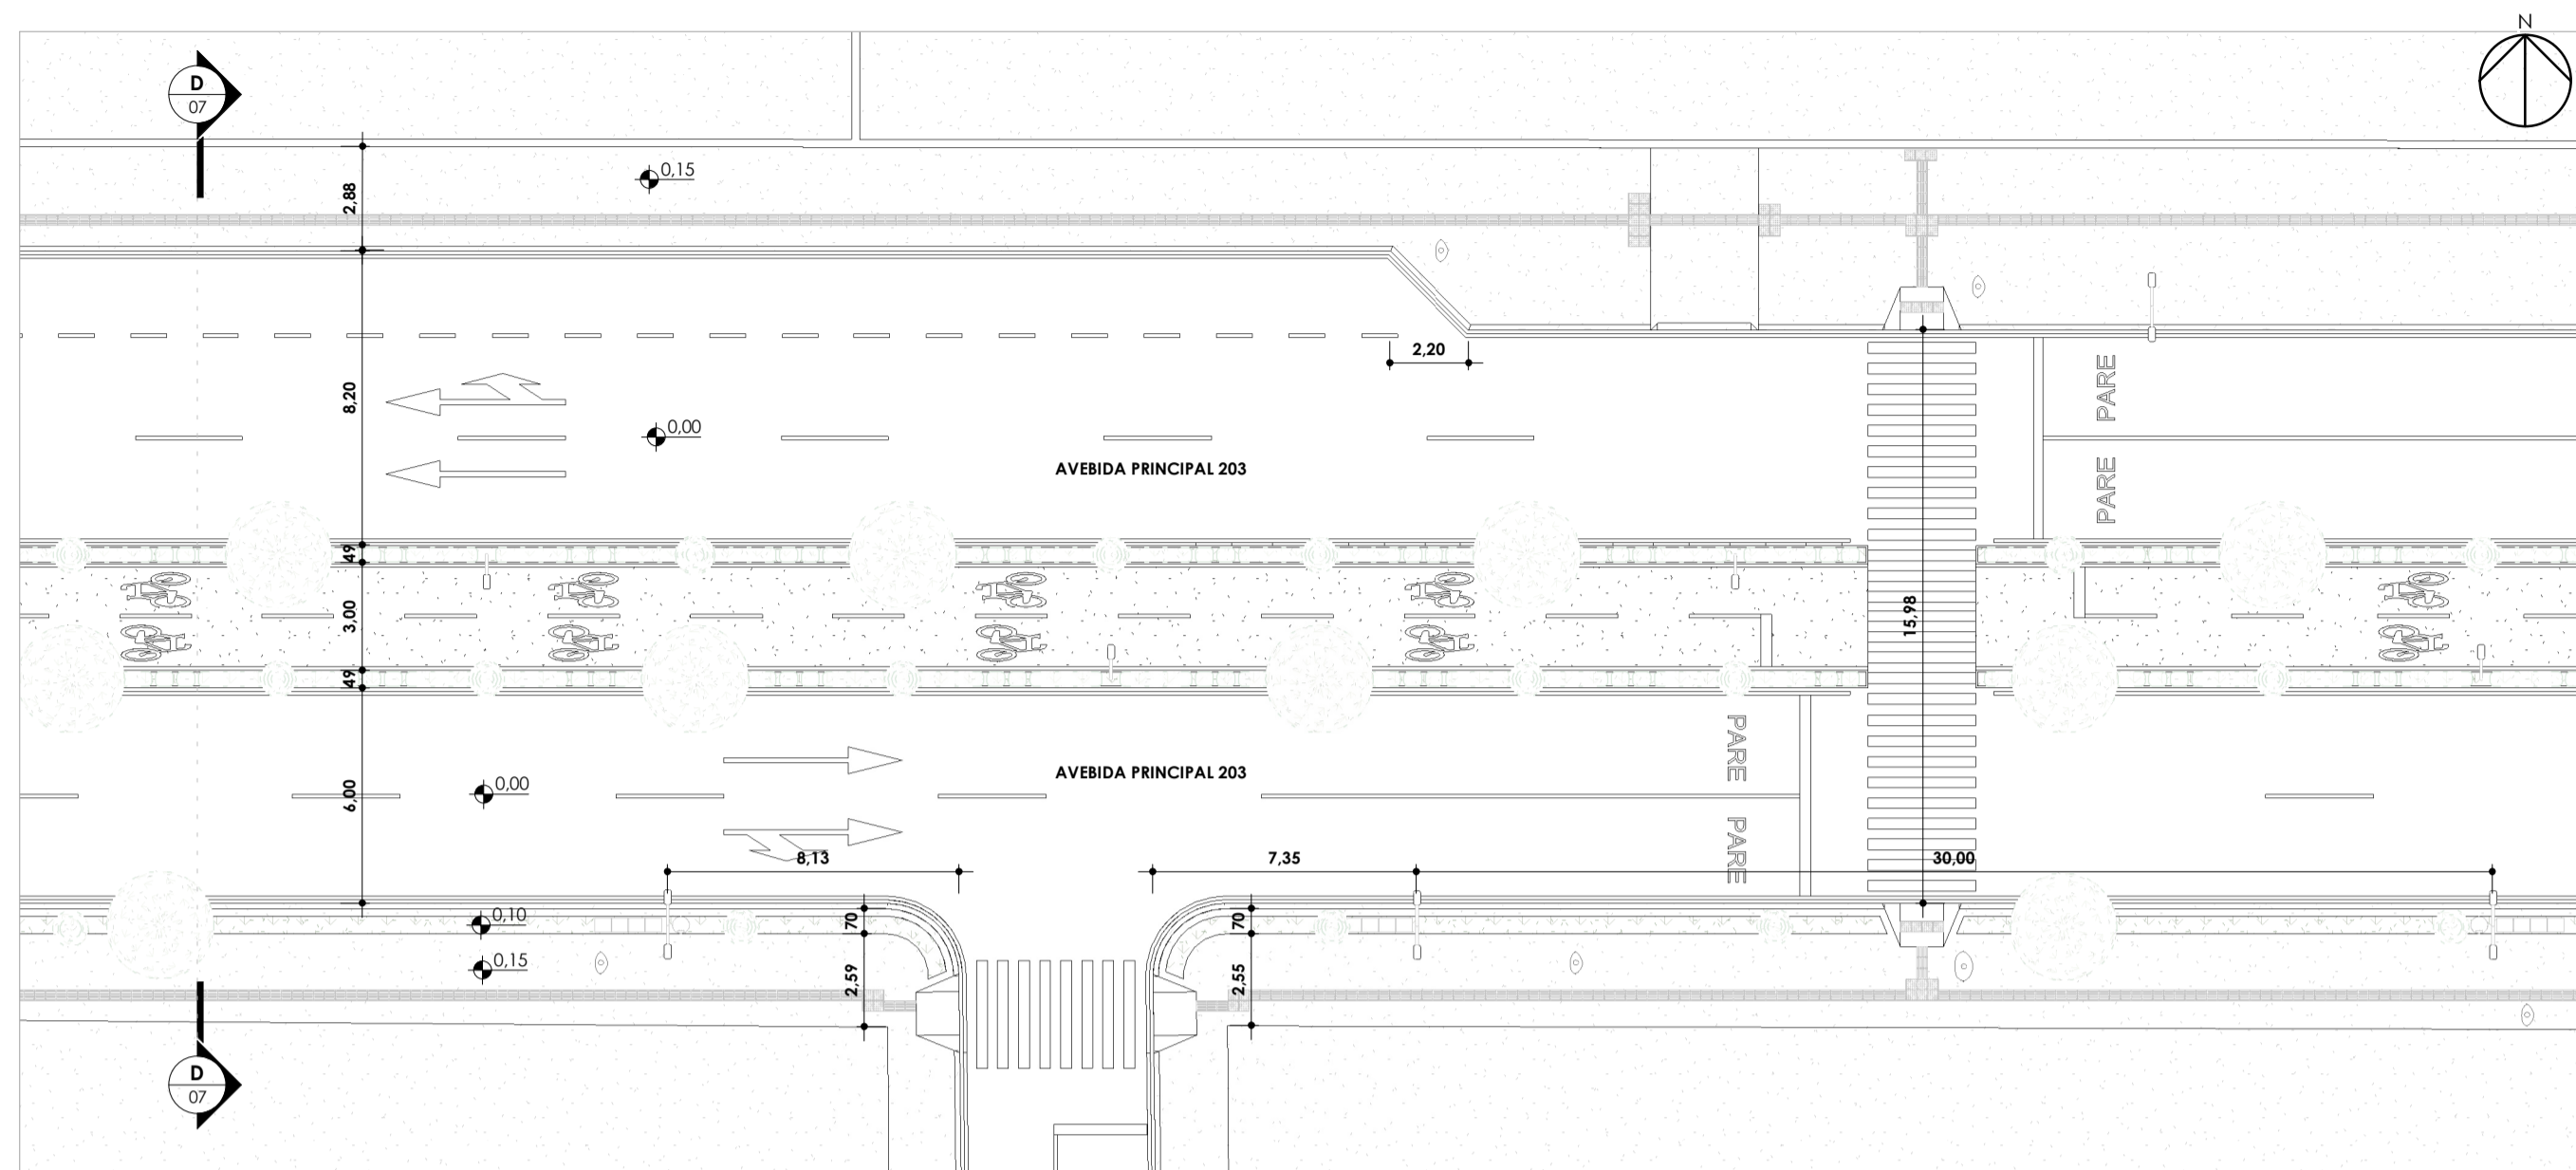 N
D
07
0,15
2,88
2,20
8,20
0,00
PARE
AVEBIDA PRINCIPAL 203
PARE
49
3,00
15,98
49
PARE
6,00
0,00
AVEBIDA PRINCIPAL 203
PARE
8,13
7,35
30,00
0,10
70
70
0,15
2,59
2,55
D
07